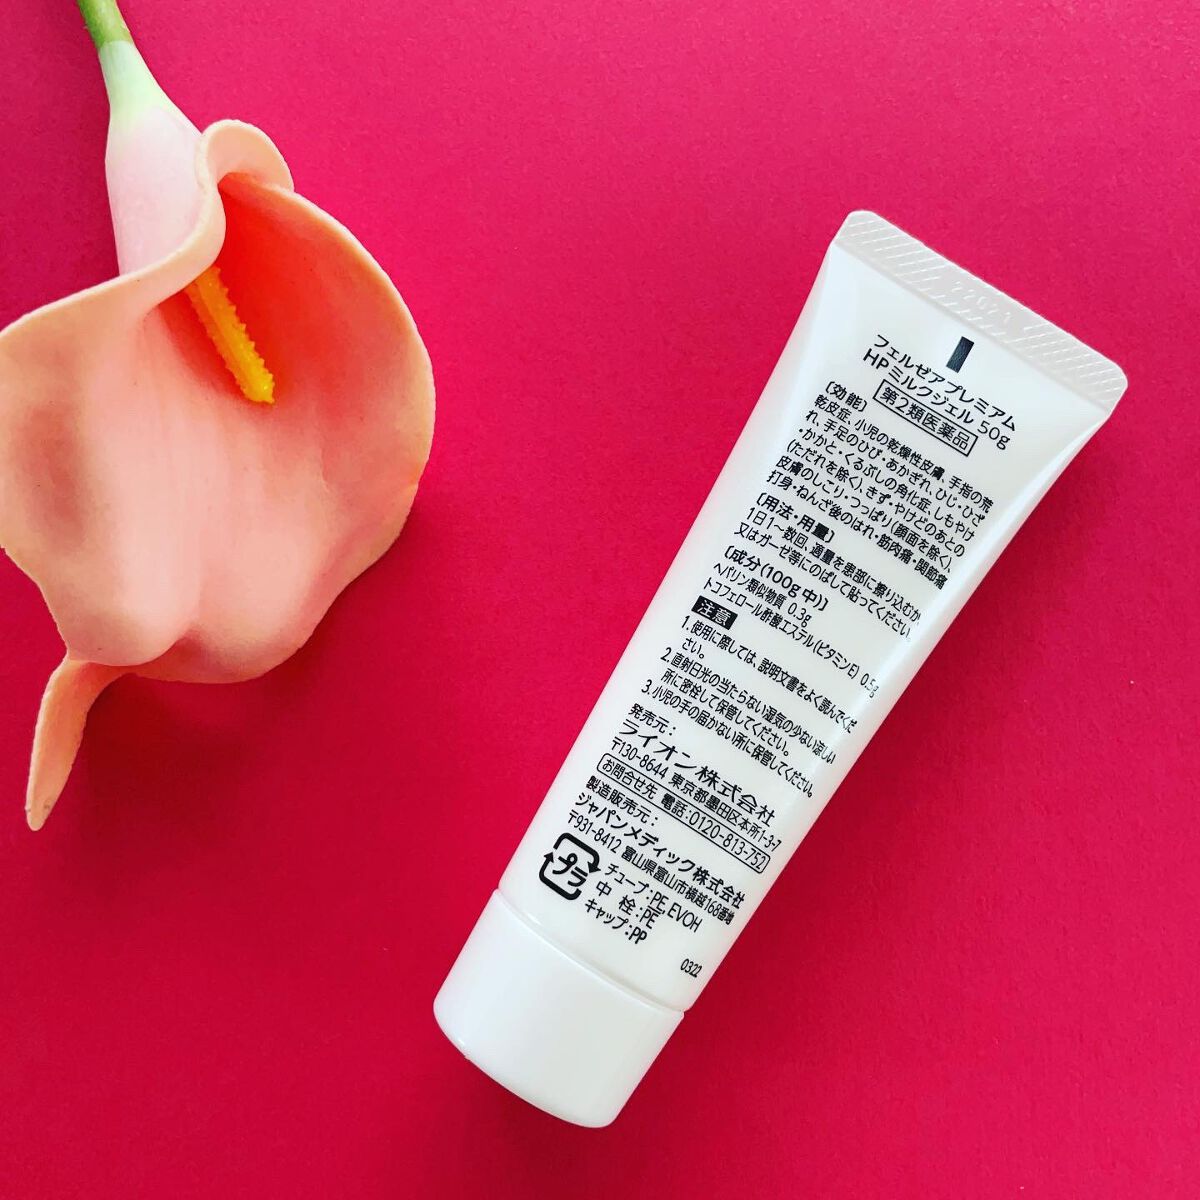 フェルゼア プレミアム
HPミルクジェル 50g
第2類医薬品
〔効能〕
乾皮症、小児の乾燥性皮膚、手指の荒
れ、手足のひび・あかぎれ、ひじ・ひざ
・かかと・くるぶしの角化症、しもやけ
(ただれを除く)、きず・やけどのあとの
皮膚のしこり・つっぱり(顔面を除く)、
打身・ねんざ後のはれ・筋肉痛・関節痛
〔用法・用量〕
1日1〜数回、適量を患部に擦り込むか、
又はガーゼ等にのばして貼ってください。
〔成分(100g中)〕
ヘパリン類似物質 0.3g
トコフェロール酢酸エステル(ビタミンE) 0.5g
注意
1.使用に際しては、説明文書をよく読んでくだ
さい。
2.直射日光の当たらない湿気の少ない涼しい
所に密栓して保管してください。
3.小児の手の届かない所に保管してください。
発売元：
ライオン株式会社
〒130-8644 東京都墨田区本所1-3-7
お問合せ先 電話：0120-813-752
製造販売元：
ジャパンメディック株式会社
〒931-8412 富山県富山市横越168番地
プラ
チューブ：PE,EVOH
中 栓：PE
キャップ：PP
0322